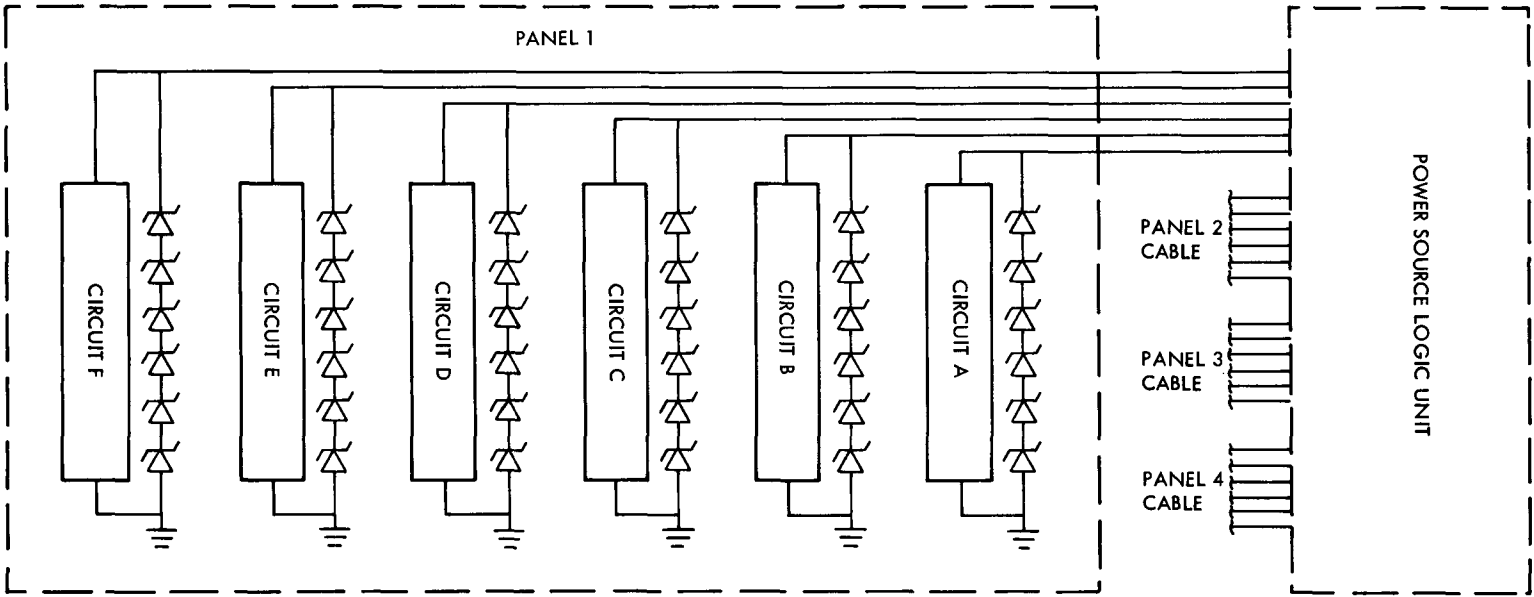 PANEL 1
CIRCUIT F
CIRCUIT E
CIRCUIT D
CIRCUIT C
CIRCUIT B
CIRCUIT A
PANEL 2
CABLE
PANEL 3
CABLE
PANEL 4
CABLE
POWER SOURCE LOGIC UNIT